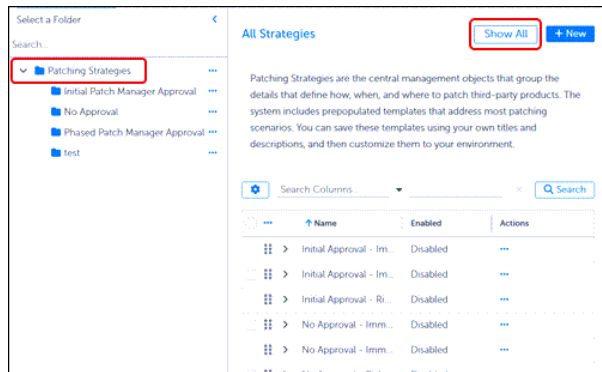 Select a Folder
Search...
Patching Strategies
Initial Patch Manager Approval
No Approval
Phased Patch Manager Approval
test
All Strategies
Show All
+ New
Patching Strategies are the central management objects that group the
details that define how, when, and where to patch third-party products. The
system includes prepopulated templates that address most patching
scenarios. You can save these templates using your own titles and
descriptions, and then customize them to your environment.
Search Columns...
Search
Name Enabled Actions
Initial Approval - Im... Disabled
Initial Approval - Im... Disabled
Initial Approval - Ri... Disabled
No Approval - Imm... Disabled
No Approval - Imm... Disabled